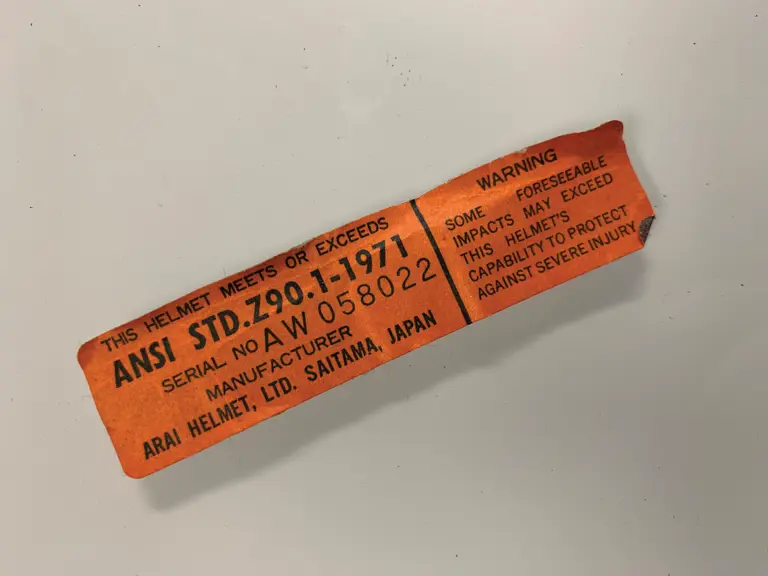 THIS HELMET MEETS OR EXCEEDS
ANSI STD.Z90.1-1971
SERIAL NO AW 058022
MANUFACTURER
ARAI HELMET, LTD. SAITAMA, JAPAN
WARNING
SOME FORESEEABLE
IMPACTS MAY EXCEED
THIS HELMET'S
CAPABILITY TO PROTECT
AGAINST SEVERE INJURY